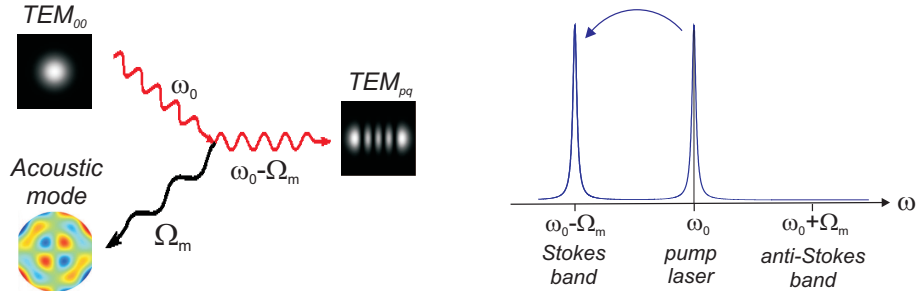 TEM₀₀
ω₀
TEMpq
ω₀-Ωₘ
Acoustic
mode
Ωₘ
ω
ω₀-Ωₘ
Stokes
band
ω₀
pump
laser
ω₀+Ωₘ
anti-Stokes
band